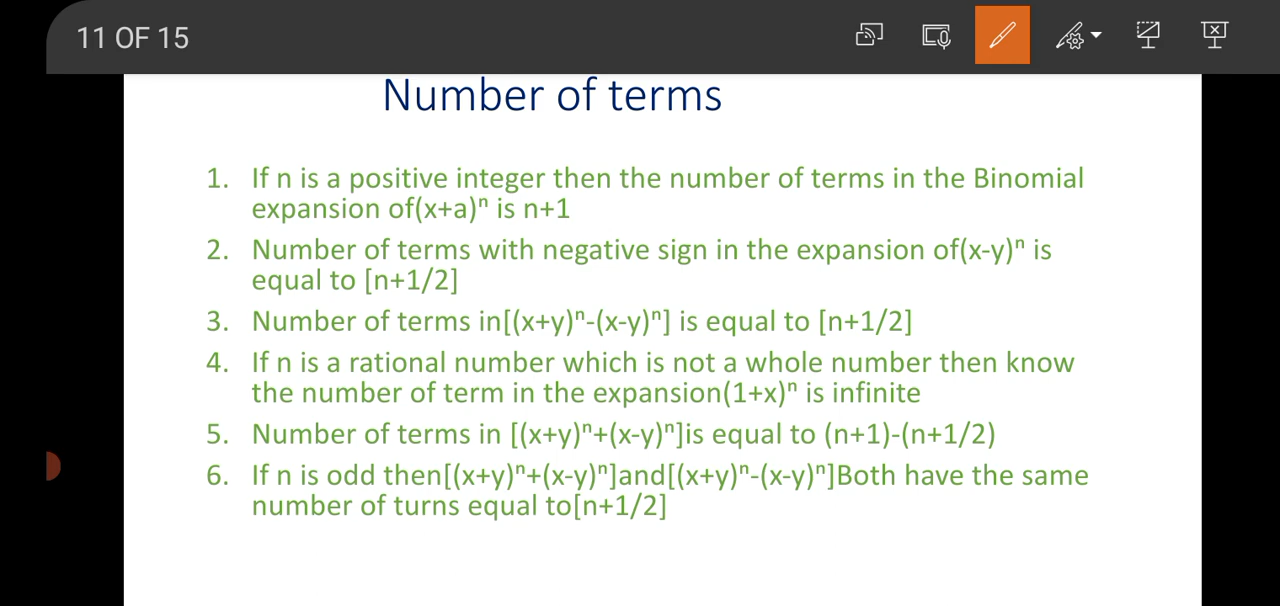 11 OF 15
Number of terms
1. If n is a positive integer then the number of terms in the Binomial
expansion of(x+a)ⁿ is n+1
2. Number of terms with negative sign in the expansion of(x-y)ⁿ is
equal to [n+1/2]
3. Number of terms in[(x+y)ⁿ-(x-y)ⁿ] is equal to [n+1/2]
4. If n is a rational number which is not a whole number then know
the number of term in the expansion(1+x)ⁿ is infinite
5. Number of terms in [(x+y)ⁿ+(x-y)ⁿ]is equal to (n+1)-(n+1/2)
6. If n is odd then[(x+y)ⁿ+(x-y)ⁿ]and[(x+y)ⁿ-(x-y)ⁿ]Both have the same
number of turns equal to[n+1/2]